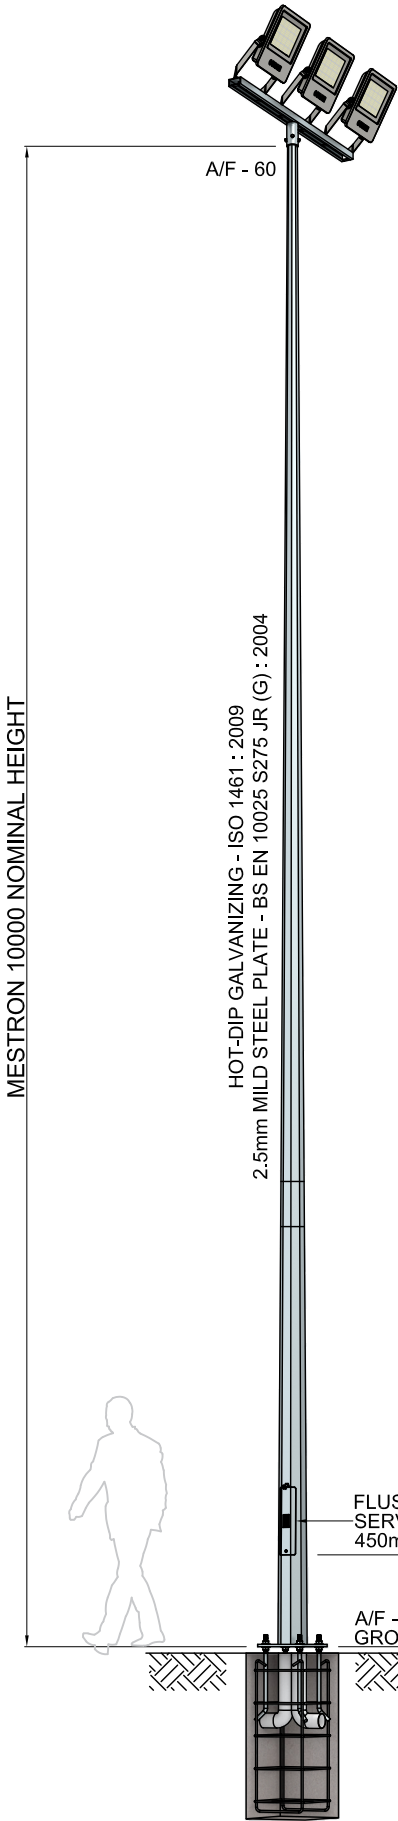 A/F - 60
MESTRON 10000 NOMINAL HEIGHT
HOT-DIP GALVANIZING - ISO 1461 : 2009
2.5mm MILD STEEL PLATE - BS EN 10025 S275 JR (G) : 2004
A/F -